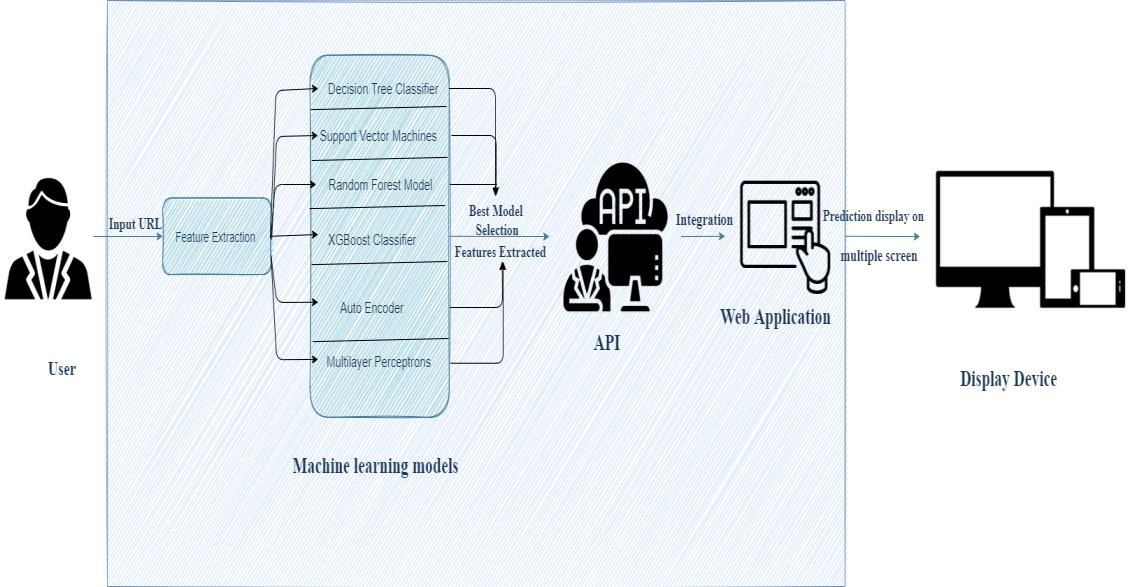 Input URL
Feature Extraction
Decision Tree Classifier
Support Vector Machines
Random Forest Model
XGBoost Classifier
Auto Encoder
Multilayer Perceptrons
Machine learning models
Best Model
Selection
Features Extracted
API
API
Integration
Web Application
Prediction display on
multiple screen
User
Display Device